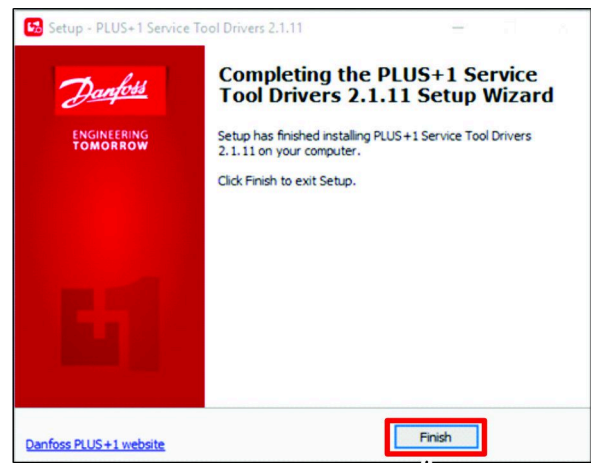 Setup - PLUS+1 Service Tool Drivers 2.1.11
Danfoss
ENGINEERING
TOMORROW
Completing the PLUS+1 Service
Tool Drivers 2.1.11 Setup Wizard
Setup has finished installing PLUS+1 Service Tool Drivers
2.1.11 on your computer.
Click Finish to exit Setup.
+1
Danfoss PLUS+1 website
Finish